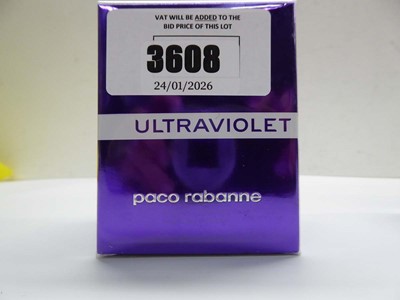 VAT WILL BE ADDED TO THE
BID PRICE OF THIS LOT
3608
24/01/2026
ULTRAVIOLET
paco rabanne